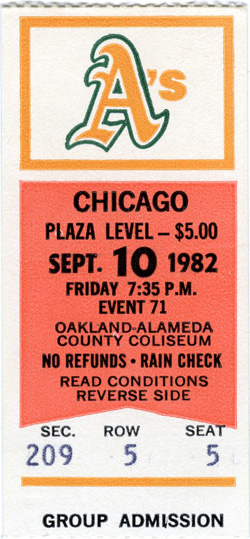 A's
CHICAGO
PLAZA LEVEL – $5.00
SEPT. 10 1982
FRIDAY 7:35 P.M.
EVENT 71
OAKLAND-ALAMEDA
COUNTY COLISEUM
NO REFUNDS • RAIN CHECK
READ CONDITIONS
REVERSE SIDE
SEC. ROW SEAT
209 5 5
GROUP ADMISSION